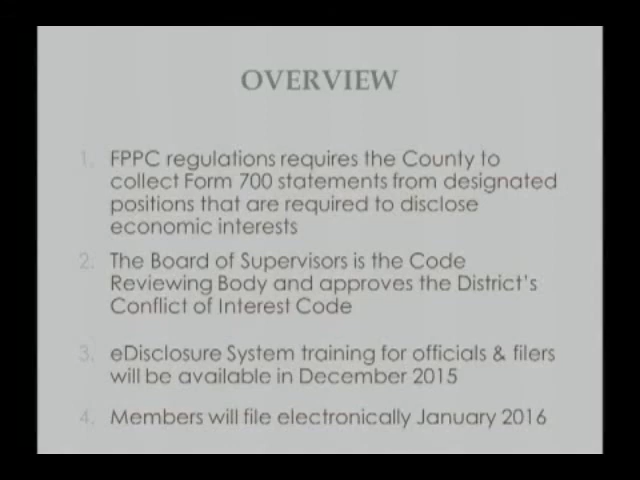 OVERVIEW
1. FPPC regulations requires the County to
collect Form 700 statements from designated
positions that are required to disclose
economic interests
2. The Board of Supervisors is the Code
Reviewing Body and approves the District's
Conflict of Interest Code
3. eDisclosure System training for officials & filers
will be available in December 2015
4. Members will file electronically January 2016